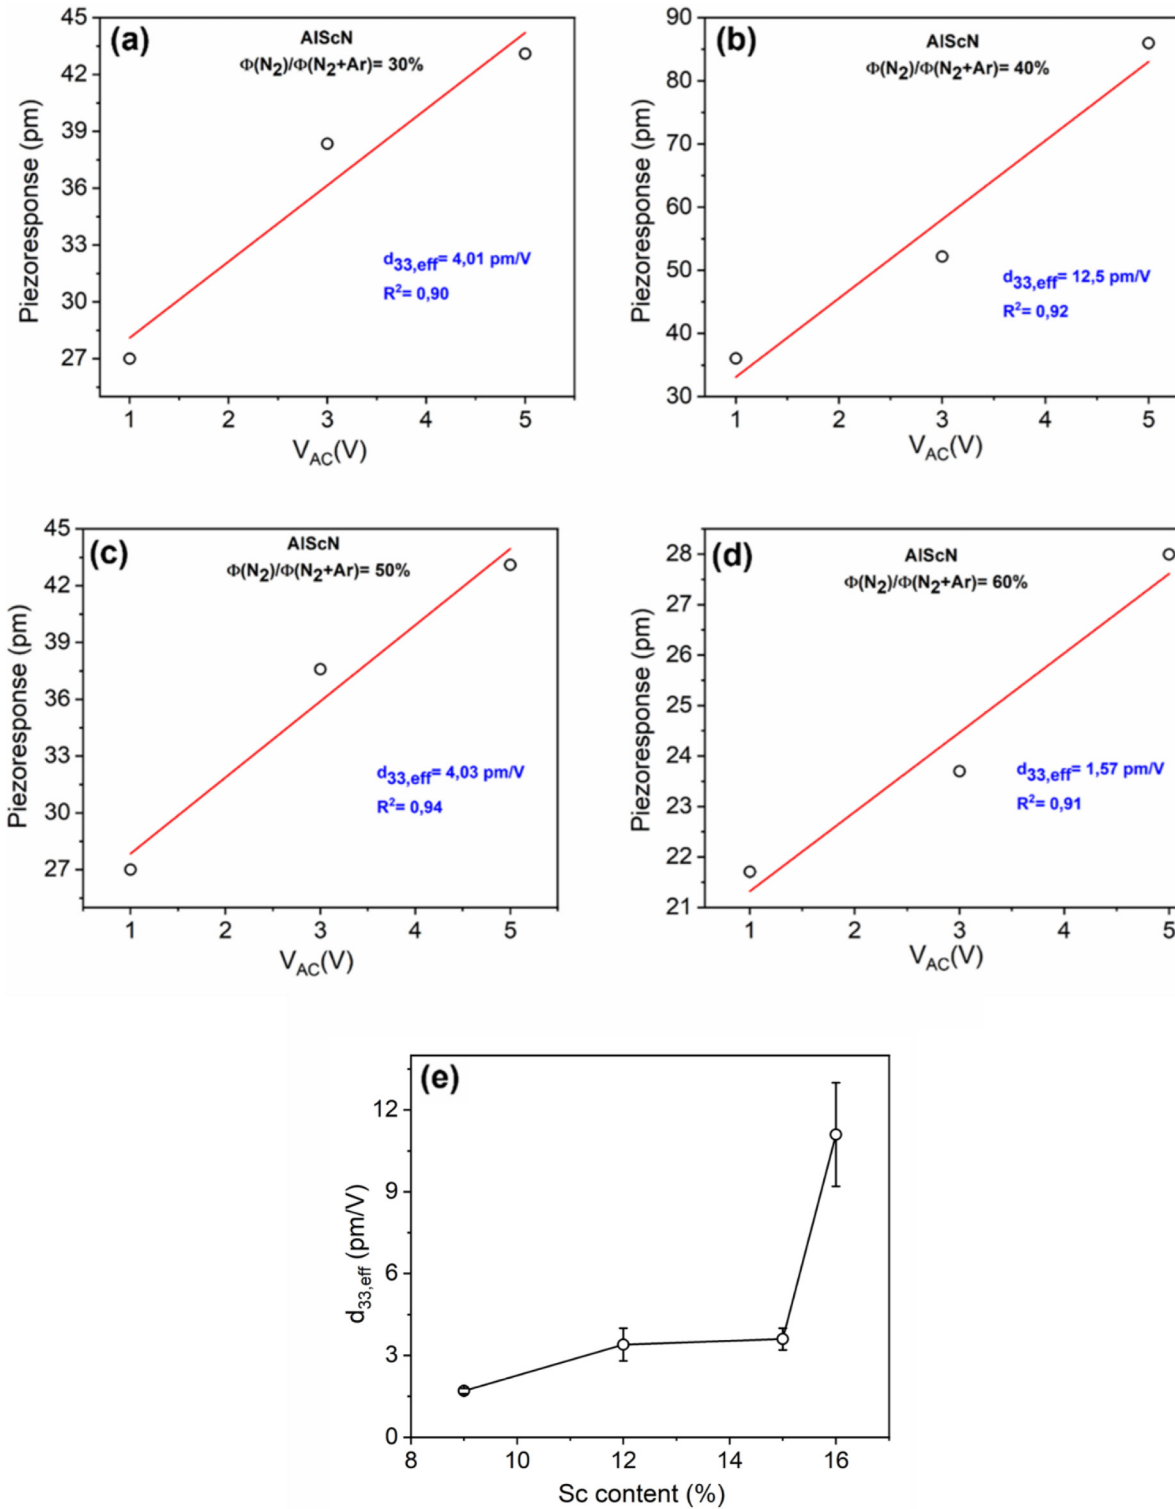 (a)
AlScN
Φ(N2)/Φ(N2+Ar)= 30%
d33,eff= 4,01 pm/V
R2= 0,90
Piezoresponse (pm)
45
42
39
36
33
30
27
1 2 3 4 5
VAC(V)
(b)
AlScN
Φ(N2)/Φ(N2+Ar)= 40%
d33,eff= 12,5 pm/V
R2= 0,92
Piezoresponse (pm)
90
80
70
60
50
40
30
1 2 3 4 5
VAC(V)
(c)
AlScN
Φ(N2)/Φ(N2+Ar)= 50%
d33,eff= 4,03 pm/V
R2= 0,94
Piezoresponse (pm)
45
42
39
36
33
30
27
1 2 3 4 5
VAC(V)
(d)
AlScN
Φ(N2)/Φ(N2+Ar)= 60%
d33,eff= 1,57 pm/V
R2= 0,91
Piezoresponse (pm)
28
27
26
25
24
23
22
21
1 2 3 4 5
VAC(V)
(e)
d33,eff (pm/V)
12
9
6
3
0
8 10 12 14 16
Sc content (%)